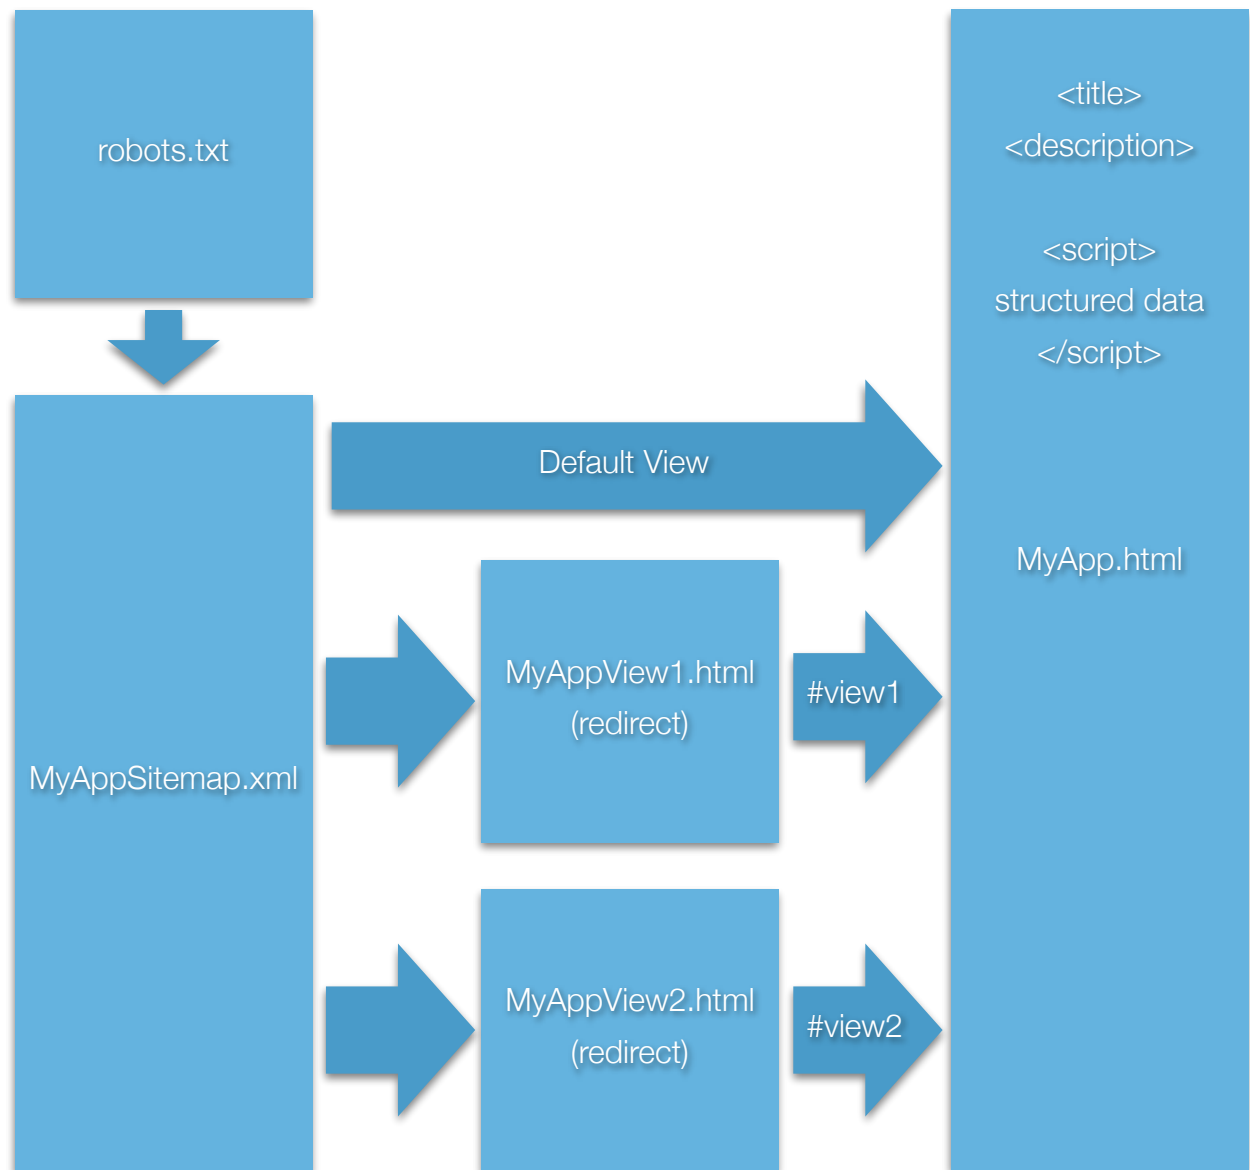 robots.txt
<title>
<description>
<script>
structured data
</script>
Default View
MyApp.html
MyAppView1.html
(redirect)
#view1
MyAppSitemap.xml
MyAppView2.html
(redirect)
#view2